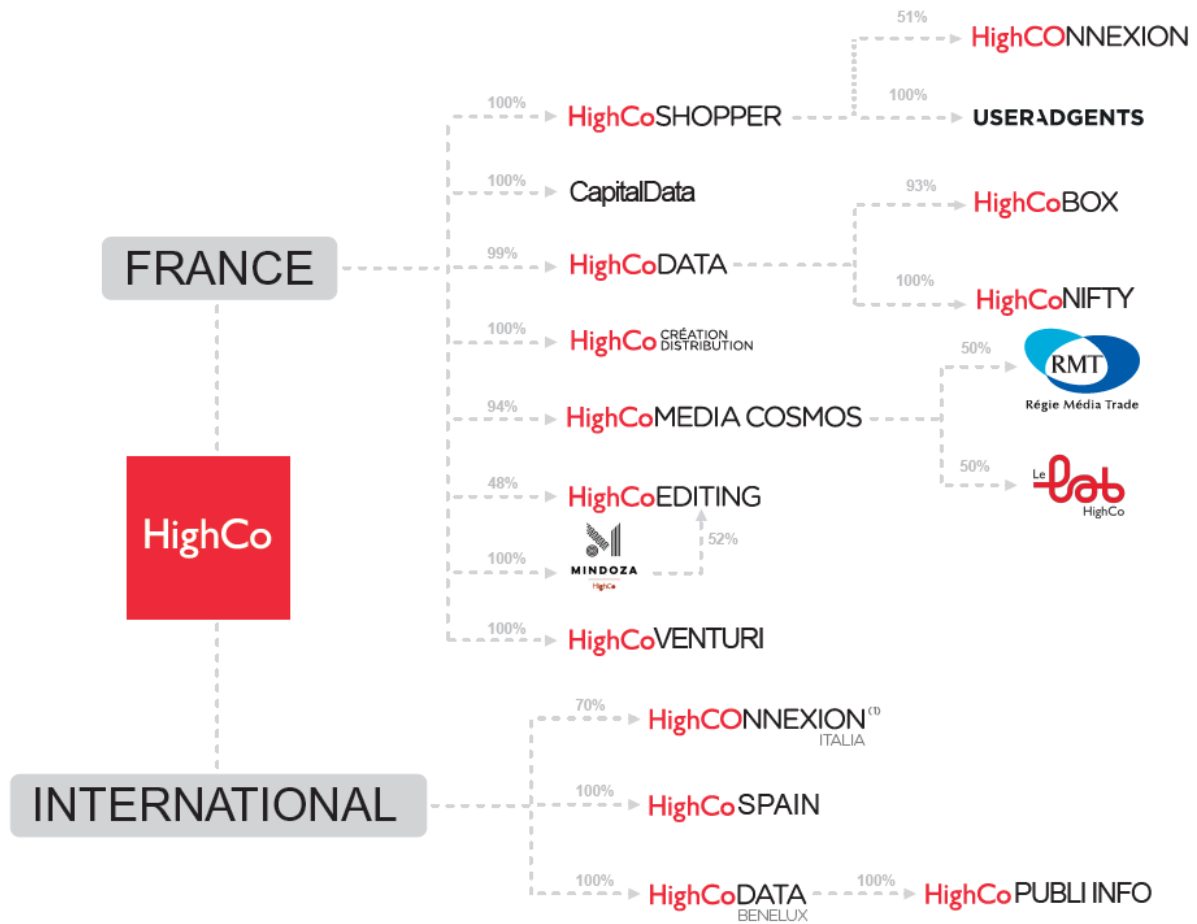 51%
HighCONNEXION
100%
HighCoSHOPPER
100%
USERADGENTS
100%
CapitalData
93%
HighCoBOX
FRANCE
99%
HighCoDATA
100%
HighCoNIFTY
100%
HighCo CRÉATION
DISTRIBUTION
50%
RMT
Régie Média Trade
94%
HighCoMEDIA COSMOS
50%
Le lab
HighCo
48%
HighCoEDITING
HighCo
52%
100%
MINDOZA
HighCo
100%
HighCoVENTURI
70%
HighCONNEXION (1)
ITALIA
INTERNATIONAL
100%
HighCo SPAIN
100%
HighCoDATA
BENELUX
100%
HighCo PUBLI INFO